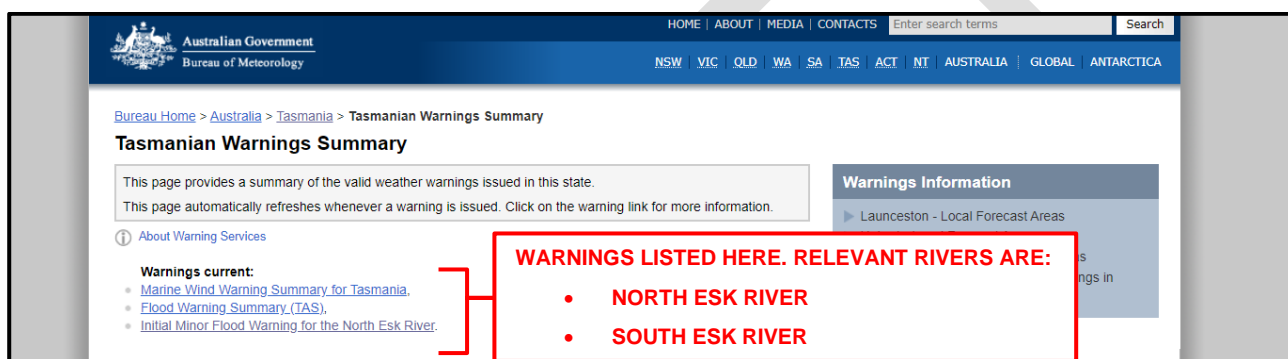 HOME | ABOUT | MEDIA | CONTACTS Enter search terms Search
Australian Government
Bureau of Meteorology
NSW | VIC | QLD | WA | SA | TAS | ACT | NT | AUSTRALIA | GLOBAL | ANTARCTICA
Bureau Home > Australia > Tasmania > Tasmanian Warnings Summary
Tasmanian Warnings Summary
This page provides a summary of the valid weather warnings issued in this state.
This page automatically refreshes whenever a warning is issued. Click on the warning link for more information.
About Warning Services
Warnings current:
Marine Wind Warning Summary for Tasmania,
Flood Warning Summary (TAS),
Initial Minor Flood Warning for the North Esk River.
Warnings Information
Launceston - Local Forecast Areas
ngs in
WARNINGS LISTED HERE. RELEVANT RIVERS ARE:
• NORTH ESK RIVER
• SOUTH ESK RIVER